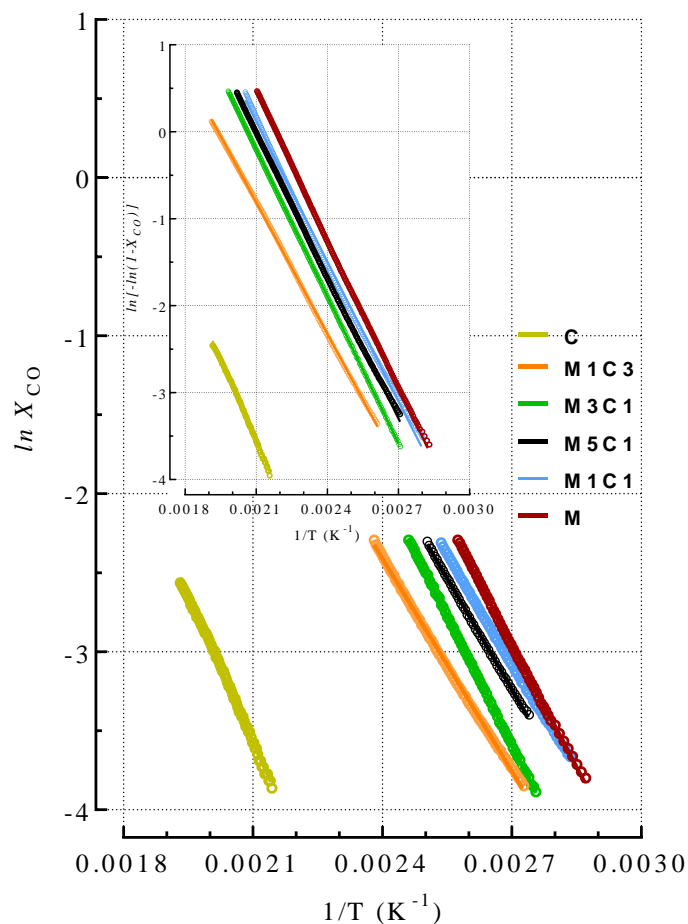 1
0
-1
-2
-3
-4
ln X_CO
0.0018 0.0021 0.0024 0.0027 0.0030
1/T (K⁻¹)
1
0
-1
-2
-3
-4
ln[-ln(1-X_CO)]
0.0018 0.0021 0.0024 0.0027 0.0030
1/T (K⁻¹)
C
M1C3
M3C1
M5C1
M1C1
M